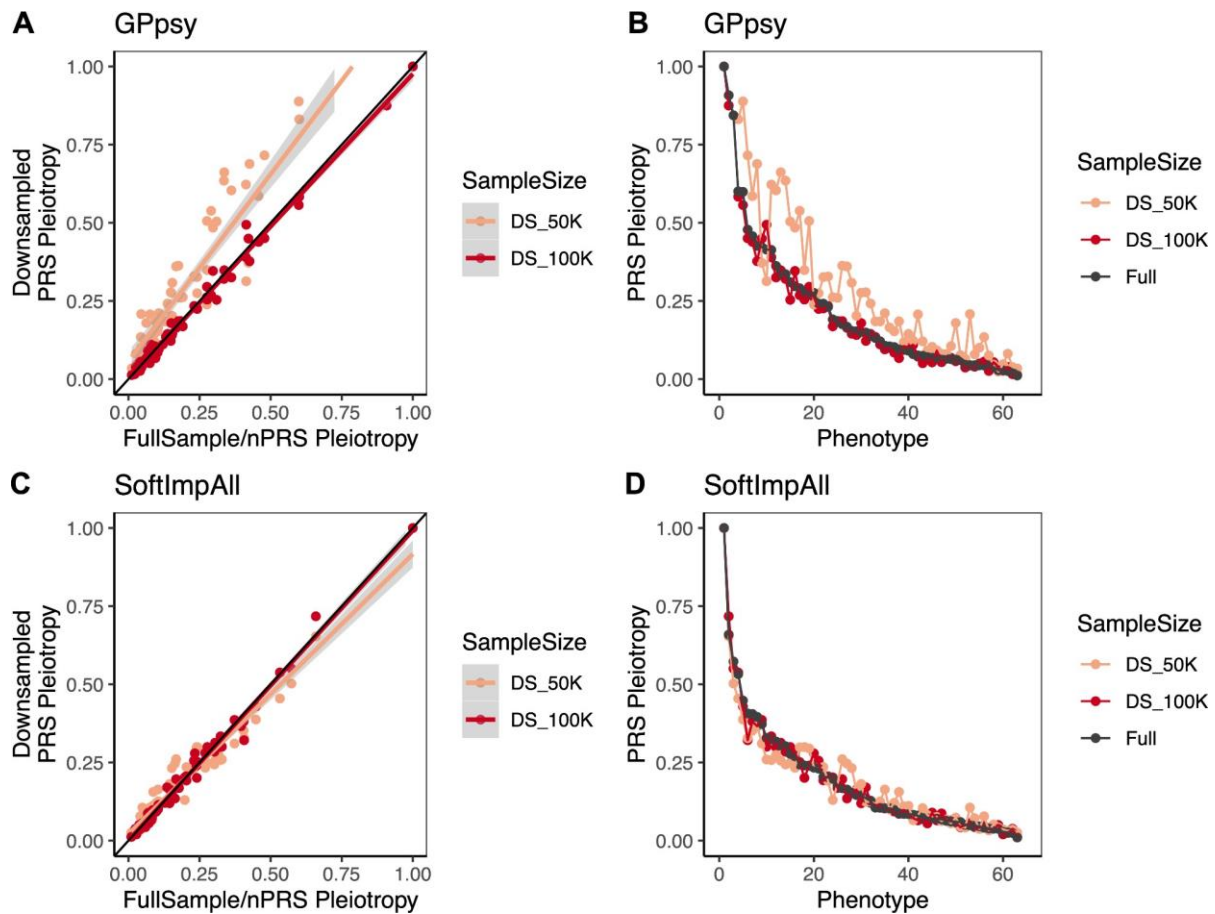 A GPpsy
Downsampled
PRS Pleiotropy
1.00
0.75
0.50
0.25
0.00
0.00 0.25 0.50 0.75 1.00
FullSample/nPRS Pleiotropy
SampleSize
DS_50K
DS_100K
B GPpsy
PRS Pleiotropy
1.00
0.75
0.50
0.25
0.00
0 20 40 60
Phenotype
SampleSize
DS_50K
DS_100K
Full
C SoftImpAll
Downsampled
PRS Pleiotropy
1.00
0.75
0.50
0.25
0.00
0.00 0.25 0.50 0.75 1.00
FullSample/nPRS Pleiotropy
SampleSize
DS_50K
DS_100K
D SoftImpAll
PRS Pleiotropy
1.00
0.75
0.50
0.25
0.00
0 20 40 60
Phenotype
SampleSize
DS_50K
DS_100K
Full